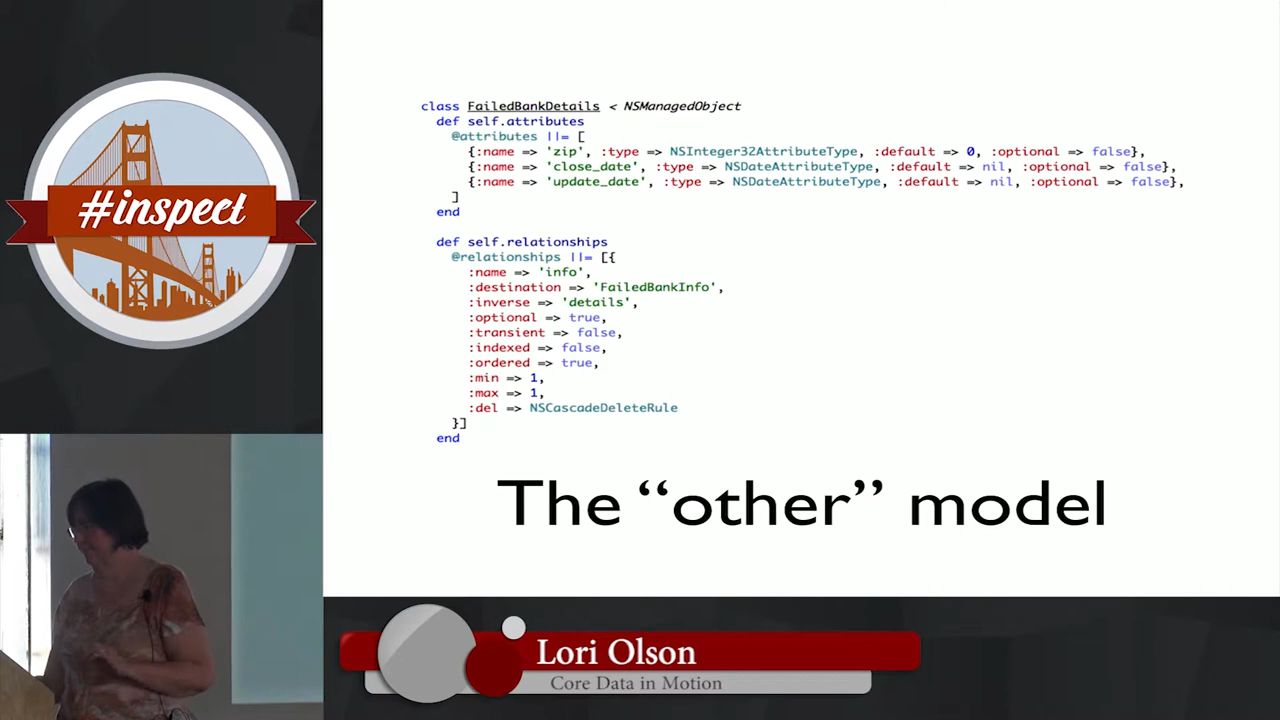 #inspect
class FailedBankDetails < NSManagedObject
def self.attributes
@attributes ||= [
{:name => 'zip', :type => NSInteger32AttributeType, :default => 0, :optional => false},
{:name => 'close_date', :type => NSDateAttributeType, :default => nil, :optional => false},
{:name => 'update_date', :type => NSDateAttributeType, :default => nil, :optional => false},
]
end
def self.relationships
@relationships ||= [{
:name => 'info',
:destination => 'FailedBankInfo',
:inverse => 'details',
:optional => true,
:transient => false,
:indexed => false,
:ordered => true,
:min => 1,
:max => 1,
:del => NSCascadeDeleteRule
}]
end
The “other” model
Lori Olson
Core Data in Motion